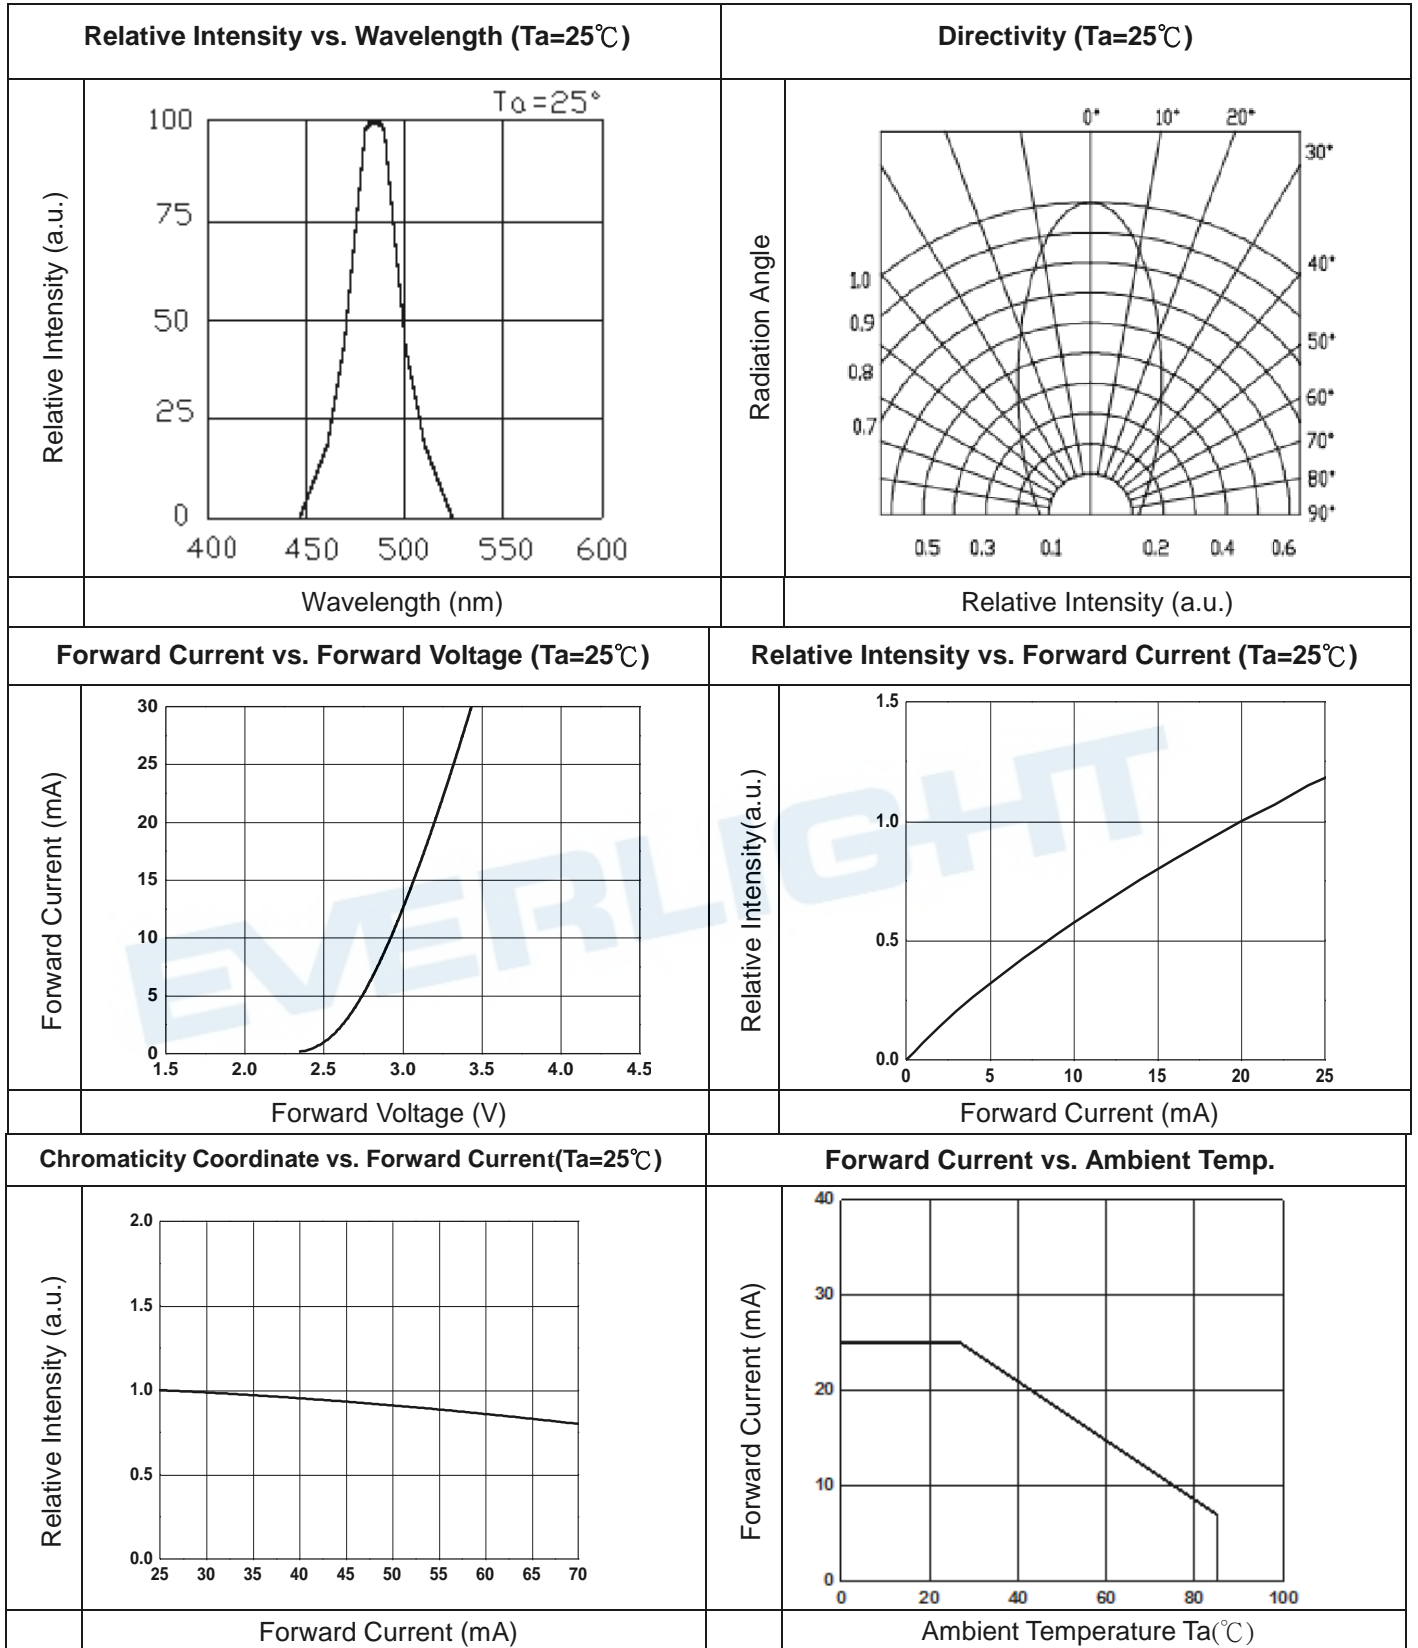 Relative Intensity vs. Wavelength (Ta=25℃)
Directivity (Ta=25℃)
Relative Intensity (a.u.)
Ta=25°
100
75
50
25
0
400 450 500 550 600
Wavelength (nm)
Radiation Angle
0° 10° 20°
30°
40°
50°
60°
70°
80°
90°
1.0
0.9
0.8
0.7
0.5 0.3 0.1 0.2 0.4 0.6
Relative Intensity (a.u.)
Forward Current vs. Forward Voltage (Ta=25℃)
Relative Intensity vs. Forward Current (Ta=25℃)
Forward Current (mA)
30
25
20
15
10
5
0
1.5 2.0 2.5 3.0 3.5 4.0 4.5
Forward Voltage (V)
Relative Intensity(a.u.)
1.5
1.0
0.5
0.0
0 5 10 15 20 25
Forward Current (mA)
EVERLIGHT
Chromaticity Coordinate vs. Forward Current(Ta=25℃)
Forward Current vs. Ambient Temp.
Relative Intensity (a.u.)
2.0
1.5
1.0
0.5
0.0
25 30 35 40 45 50 55 60 65 70
Forward Current (mA)
Forward Current (mA)
40
30
20
10
0
0 20 40 60 80 100
Ambient Temperature Ta(℃)